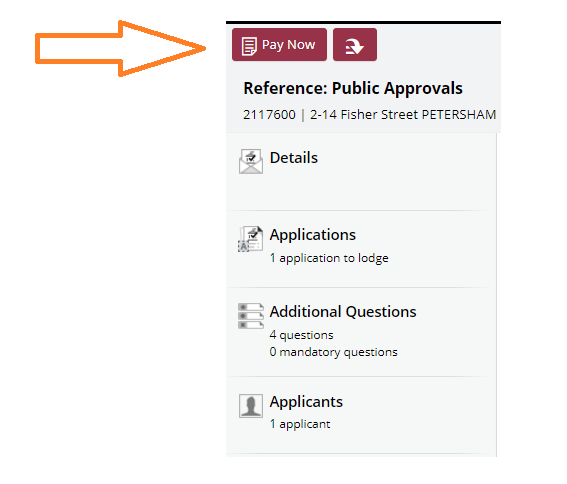 Pay Now
Reference: Public Approvals
2117600 | 2-14 Fisher Street PETERSHAM
Details
Applications
1 application to lodge
Additional Questions
4 questions
0 mandatory questions
Applicants
1 applicant